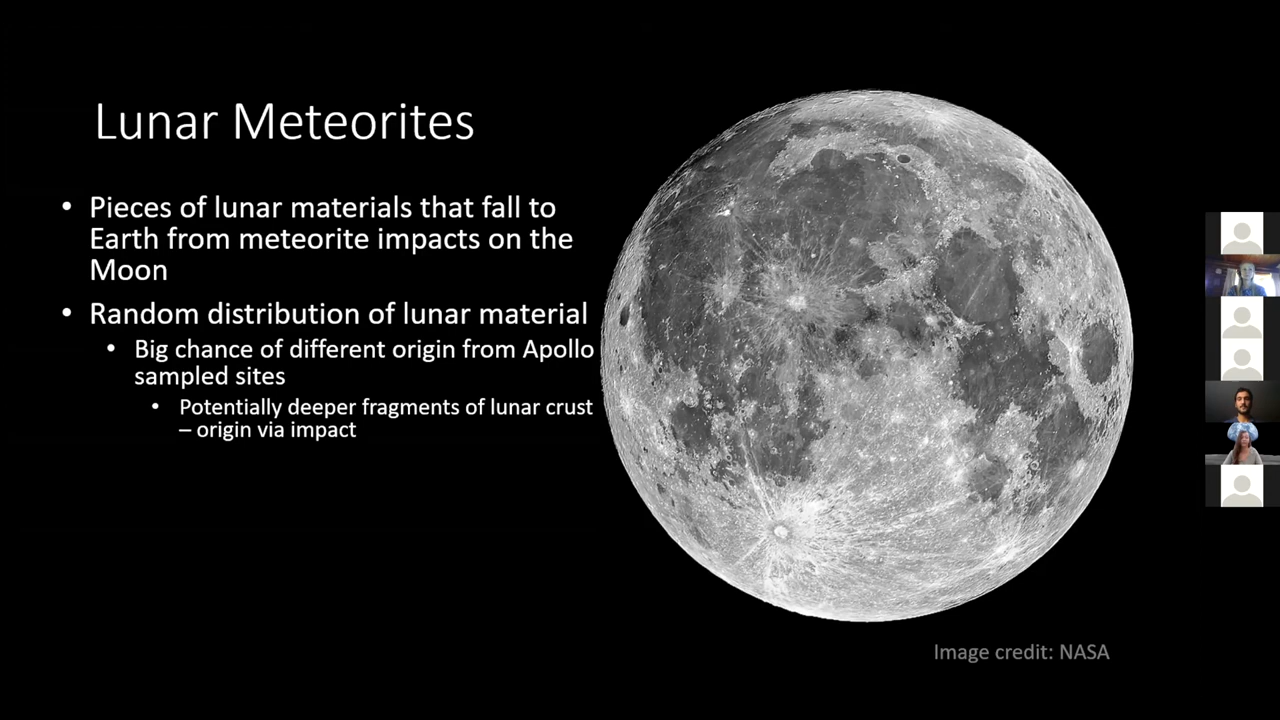 Lunar Meteorites
• Pieces of lunar materials that fall to
Earth from meteorite impacts on the
Moon
• Random distribution of lunar material
• Big chance of different origin from Apollo
sampled sites
• Potentially deeper fragments of lunar crust
– origin via impact
Image credit: NASA